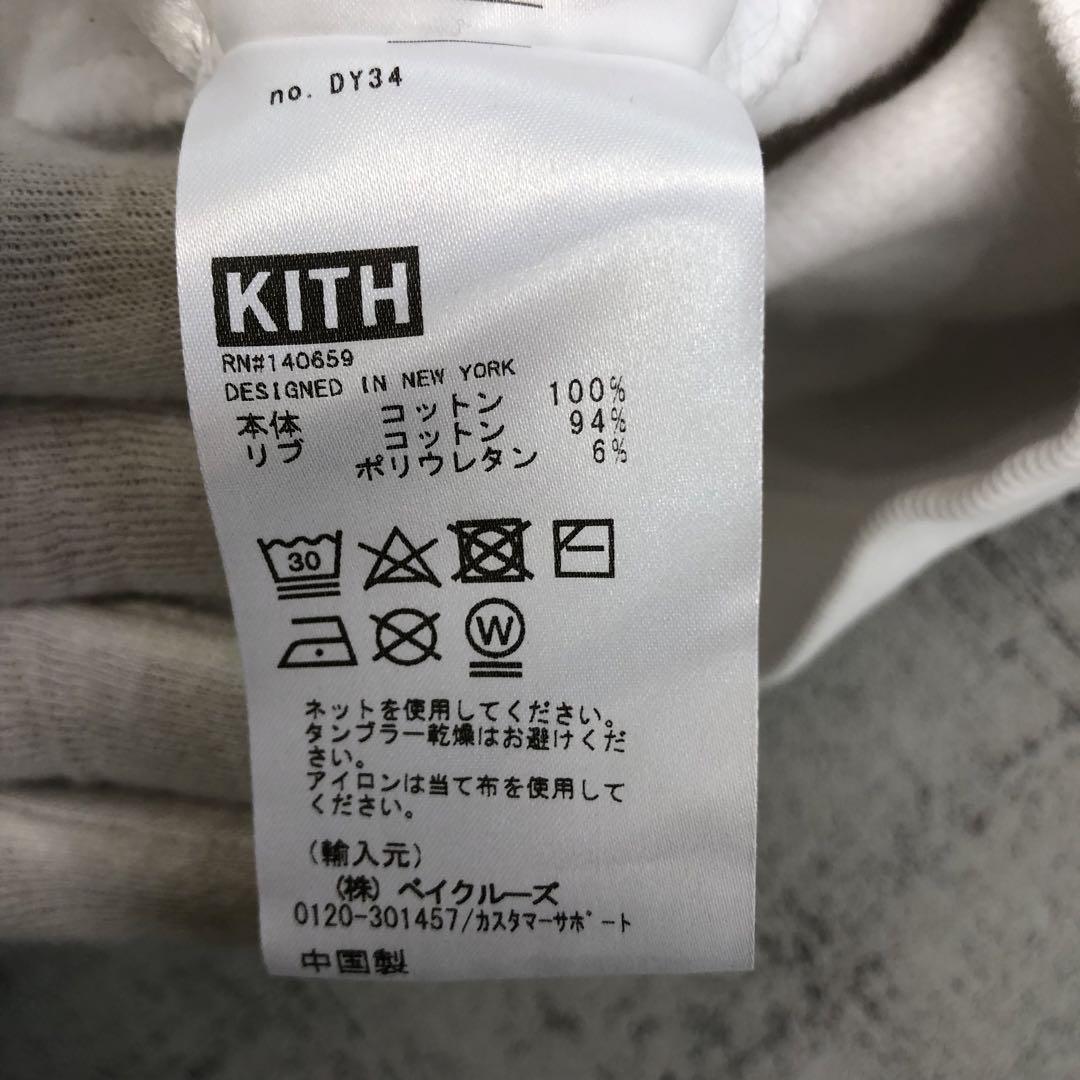 no. DY34
KITH
RN#140659
DESIGNED IN NEW YORK
本体 コットン 100%
リブ コットン 94%
ポリウレタン 6%
30
W
ネットを使用してください。
タンブラー乾燥はお避けくだ
さい。
アイロンは当て布を使用して
ください。
(輸入元)
(株) ベイクルーズ
0120-301457/カスタマーサポート
中国製